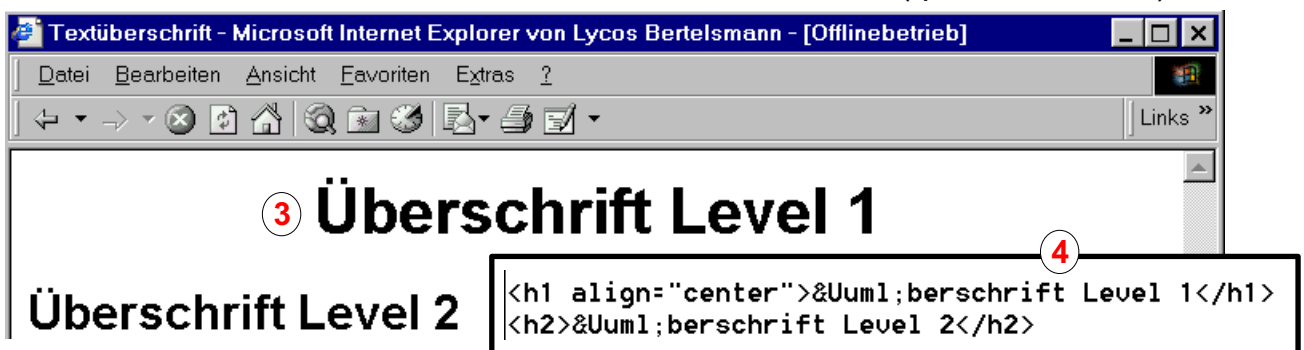 Textüberschrift - Microsoft Internet Explorer von Lycos Bertelsmann - [Offlinebetrieb]
Datei Bearbeiten Ansicht Favoriten Extras ?
Links »
3 Überschrift Level 1
4
Überschrift Level 2
<h1 align="center">&Uuml;berschrift Level 1</h1>
<h2>&Uuml;berschrift Level 2</h2>